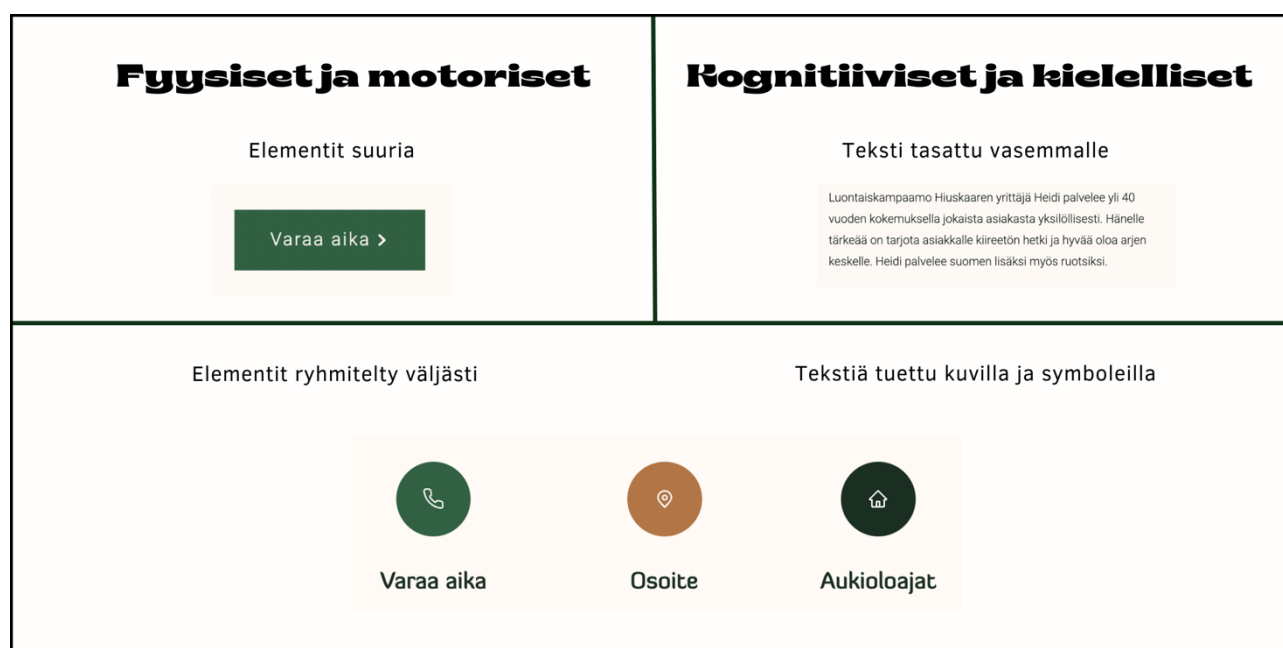 Fyysiset ja motoriset
Elementit suuria
Varaa aika >
Kognitiiviset ja kielelliset
Teksti tasattu vasemmalle
Luontaiskampaamo Hiuskaaren yrittäjä Heidi palvelee yli 40
vuoden kokemuksella jokaista asiakasta yksilöllisesti. Hänelle
tärkeää on tarjota asiakkalle kiireetön hetki ja hyvää oloa arjen
keskelle. Heidi palvelee suomen lisäksi myös ruotsiksi.
Elementit ryhmitelty väljästi
Tekstiä tuettu kuvilla ja symboleilla
Varaa aika
Osoite
Aukioloajat